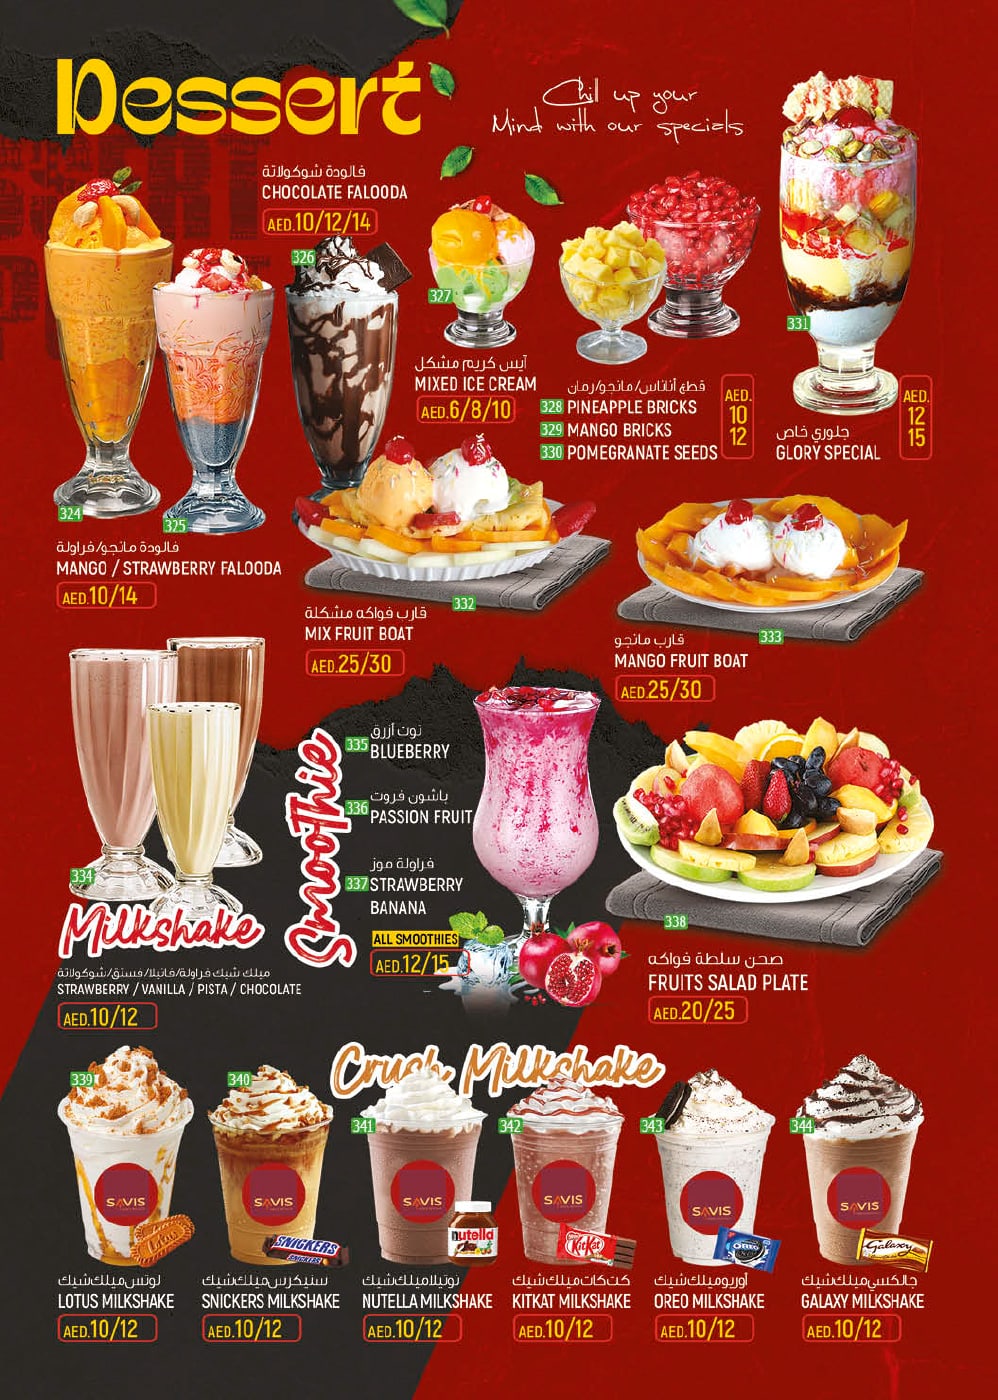 Dessert
Chill up your
Mind with our specials
فالودة شوكولاتة
CHOCOLATE FALOODA
AED.10/12/14
326
327
آيس كريم مشكل
MIXED ICE CREAM
AED.6/8/10
قطع أناناس/مانجو/رمان
328 PINEAPPLE BRICKS
329 MANGO BRICKS
330 POMEGRANATE SEEDS
AED.
10
12
331
جلوري خاص
GLORY SPECIAL
AED.
12
15
324
325
فالودة مانجو/فراولة
MANGO / STRAWBERRY FALOODA
AED.10/14
332
قارب فواكه مشكلة
MIX FRUIT BOAT
AED.25/30
333
قارب مانجو
MANGO FRUIT BOAT
AED.25/30
334
Milkshake
ميلك شيك فراولة/فانيلا/فستق/شوكولاتة
STRAWBERRY / VANILLA / PISTA / CHOCOLATE
AED.10/12
Smoothie
توت أزرق
335 BLUEBERRY
باشون فروت
336 PASSION FRUIT
فراولة موز
337 STRAWBERRY
BANANA
ALL SMOOTHIES
AED.12/15
338
صحن سلطة فواكه
FRUITS SALAD PLATE
AED.20/25
Crush Milkshake
339
340
341
342
343
344
SAVIS
SAVIS
SAVIS
SAVIS
SAVIS
SAVIS
Lotus
SNICKERS
SNICKERS
nutella
KitKat
OREO
Galaxy
لوتس ميلك شيك
LOTUS MILKSHAKE
AED.10/12
سنيكرس ميلك شيك
SNICKERS MILKSHAKE
AED.10/12
نوتيلا ميلك شيك
NUTELLA MILKSHAKE
AED.10/12
كت كات ميلك شيك
KITKAT MILKSHAKE
AED.10/12
أوريو ميلك شيك
OREO MILKSHAKE
AED.10/12
جالكسي ميلك شيك
GALAXY MILKSHAKE
AED.10/12